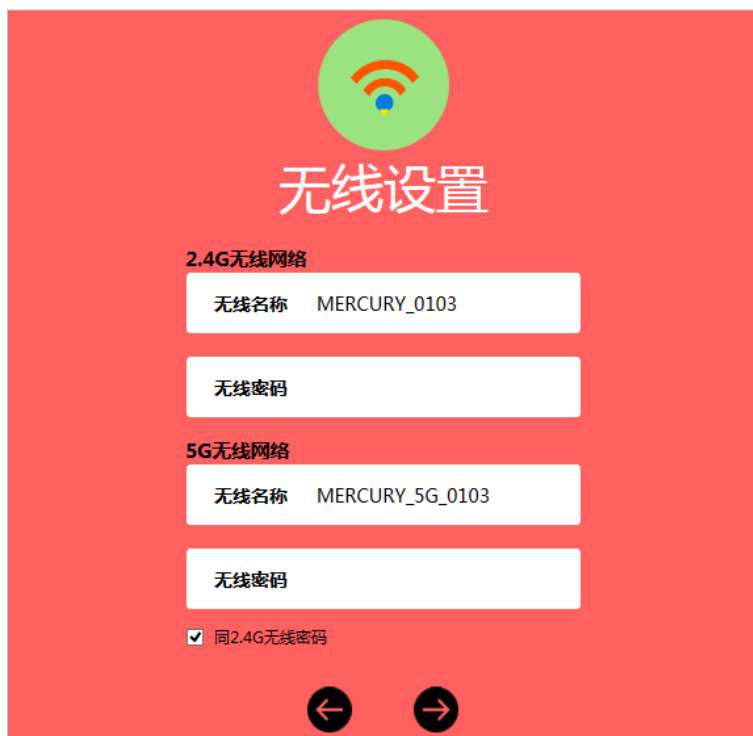 无线设置
2.4G无线网络
无线名称 MERCURY_0103
无线密码
5G无线网络
无线名称 MERCURY_5G_0103
无线密码
同2.4G无线密码